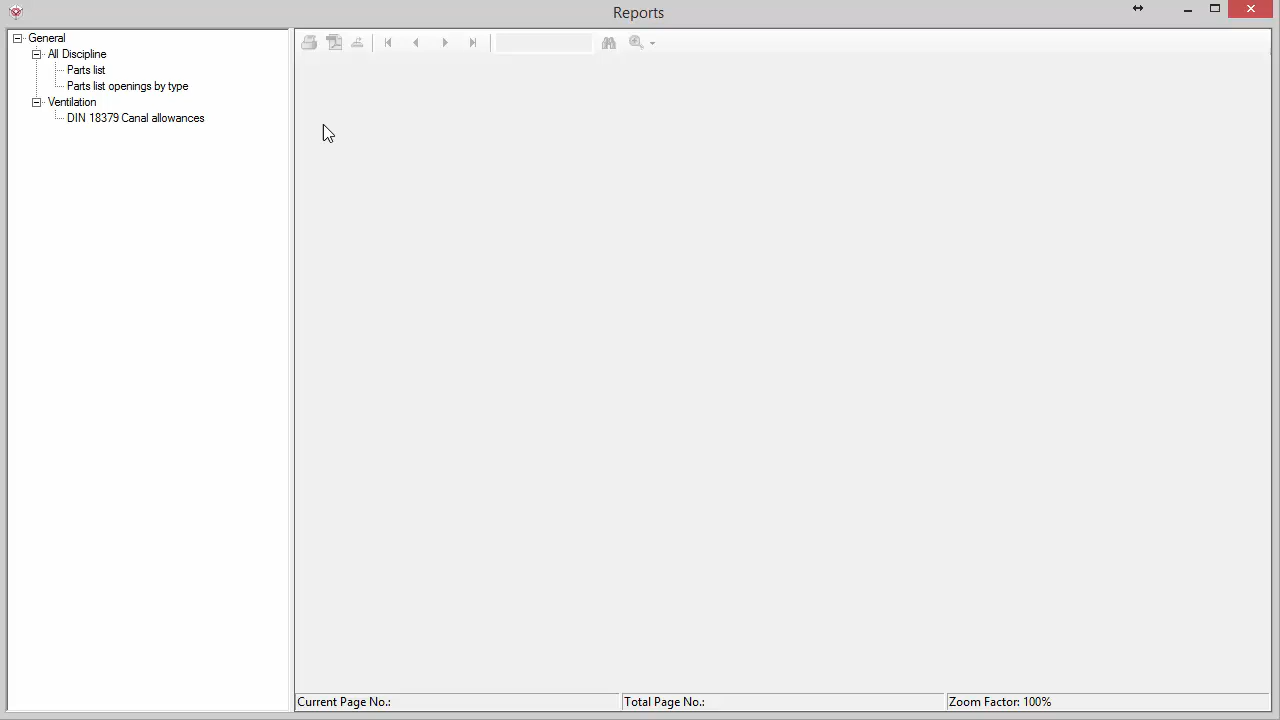 Reports
General
All Discipline
Parts list
Parts list openings by type
Ventilation
DIN 18379 Canal allowances
Current Page No.:
Total Page No.:
Zoom Factor: 100%